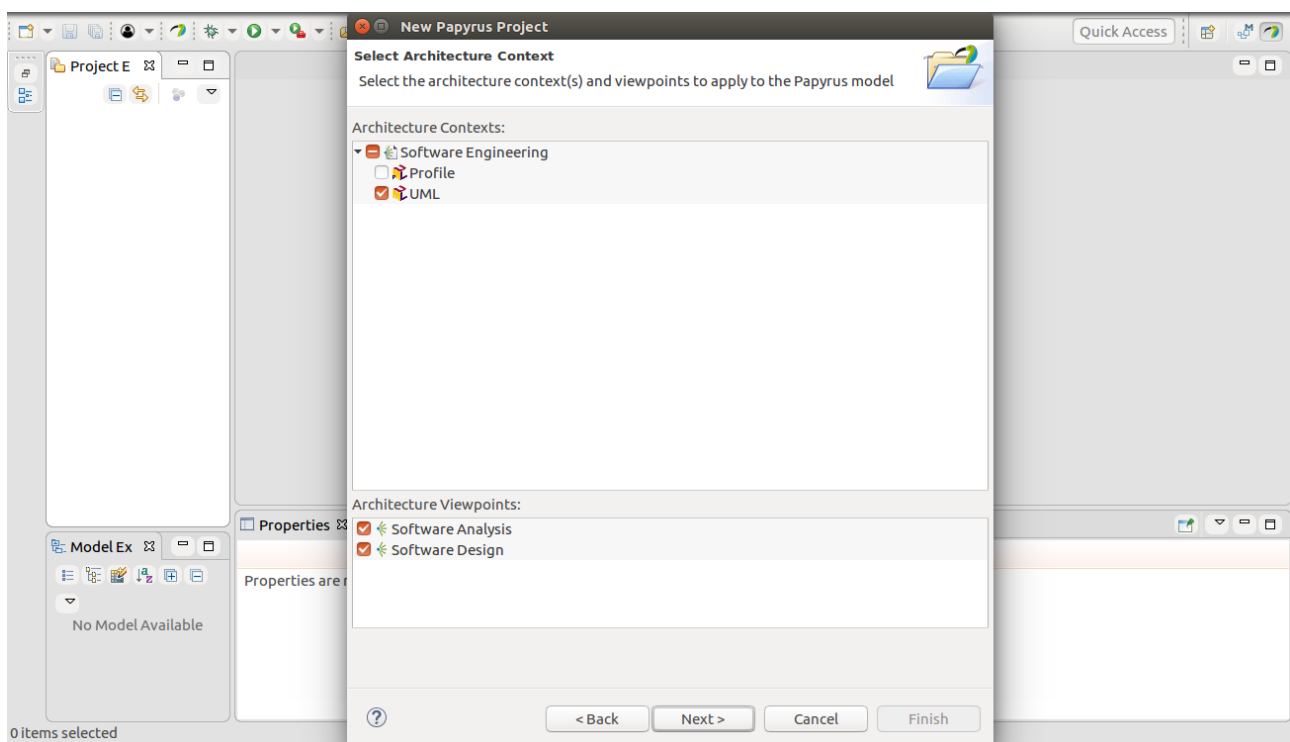 New Papyrus Project
Quick Access
Select Architecture Context
Select the architecture context(s) and viewpoints to apply to the Papyrus model
Project E
Architecture Contexts:
Software Engineering
Profile
UML
Architecture Viewpoints:
Software Analysis
Software Design
Properties
Model Ex
Properties are
No Model Available
< Back
Next >
Cancel
Finish
0 items selected